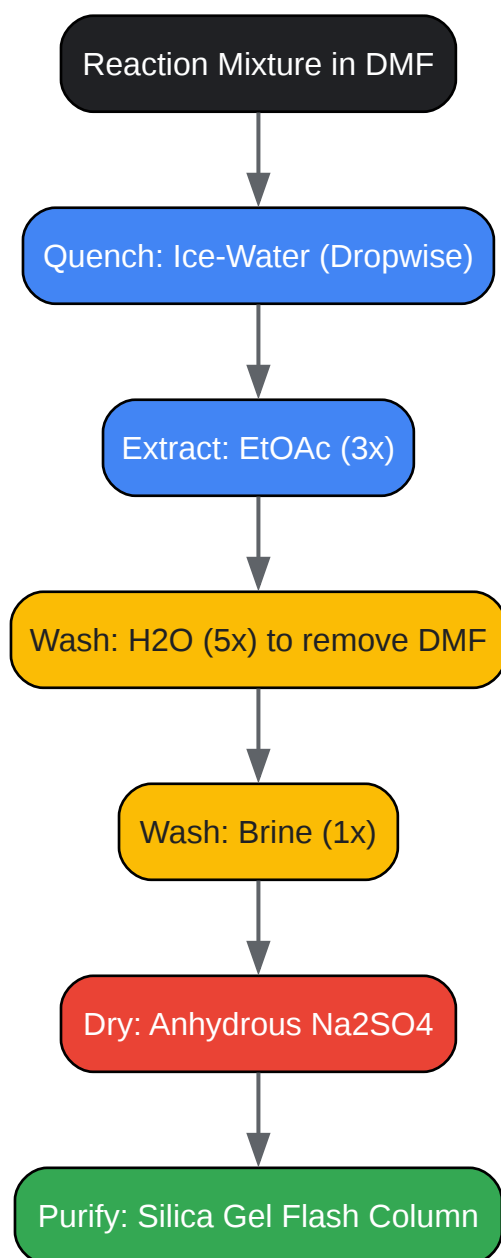 Reaction Mixture in DMF
Quench: Ice-Water (Dropwise)
Extract: EtOAc (3x)
Wash: H2O (5x) to remove DMF
Wash: Brine (1x)
Dry: Anhydrous Na2SO4
Purify: Silica Gel Flash Column